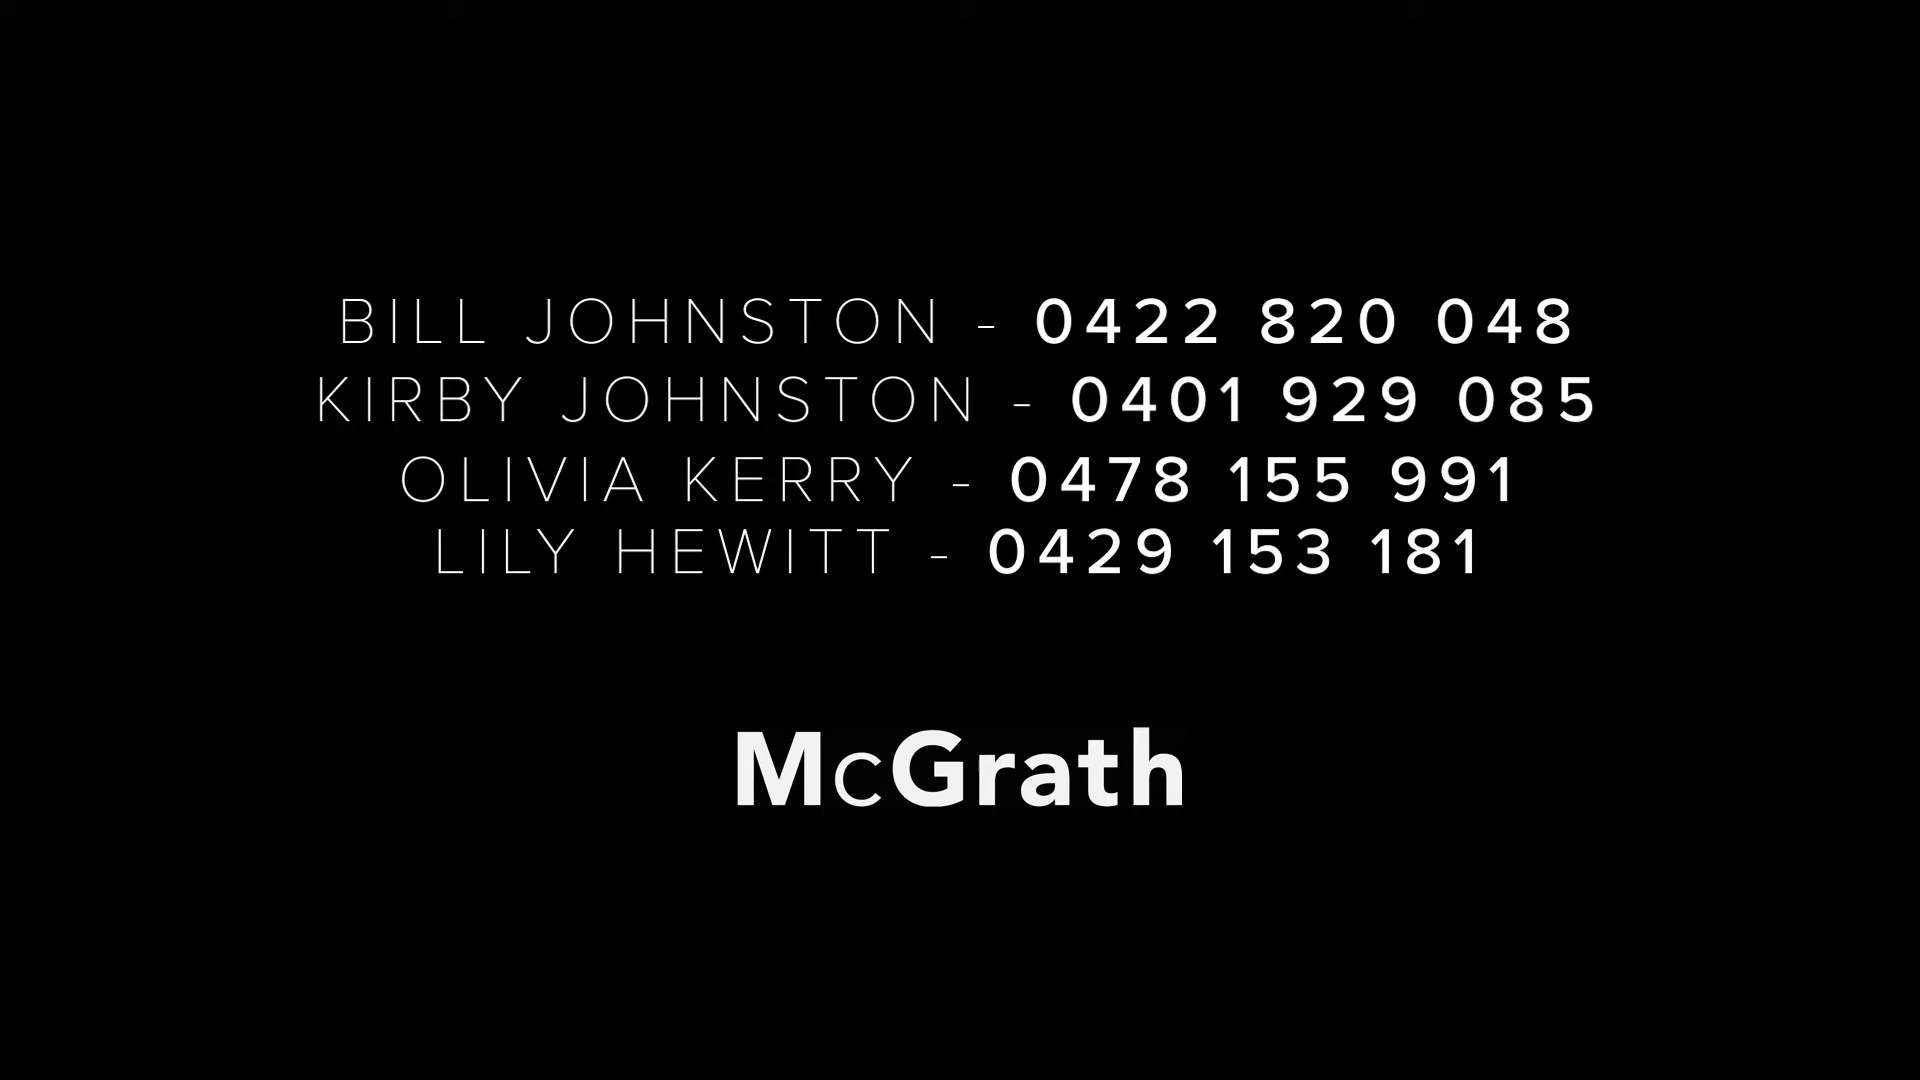 BILL JOHNSTON - 0422 820 048
KIRBY JOHNSTON - 0401 929 085
OLIVIA KERRY - 0478 155 991
LILY HEWITT - 0429 153 181
McGrath